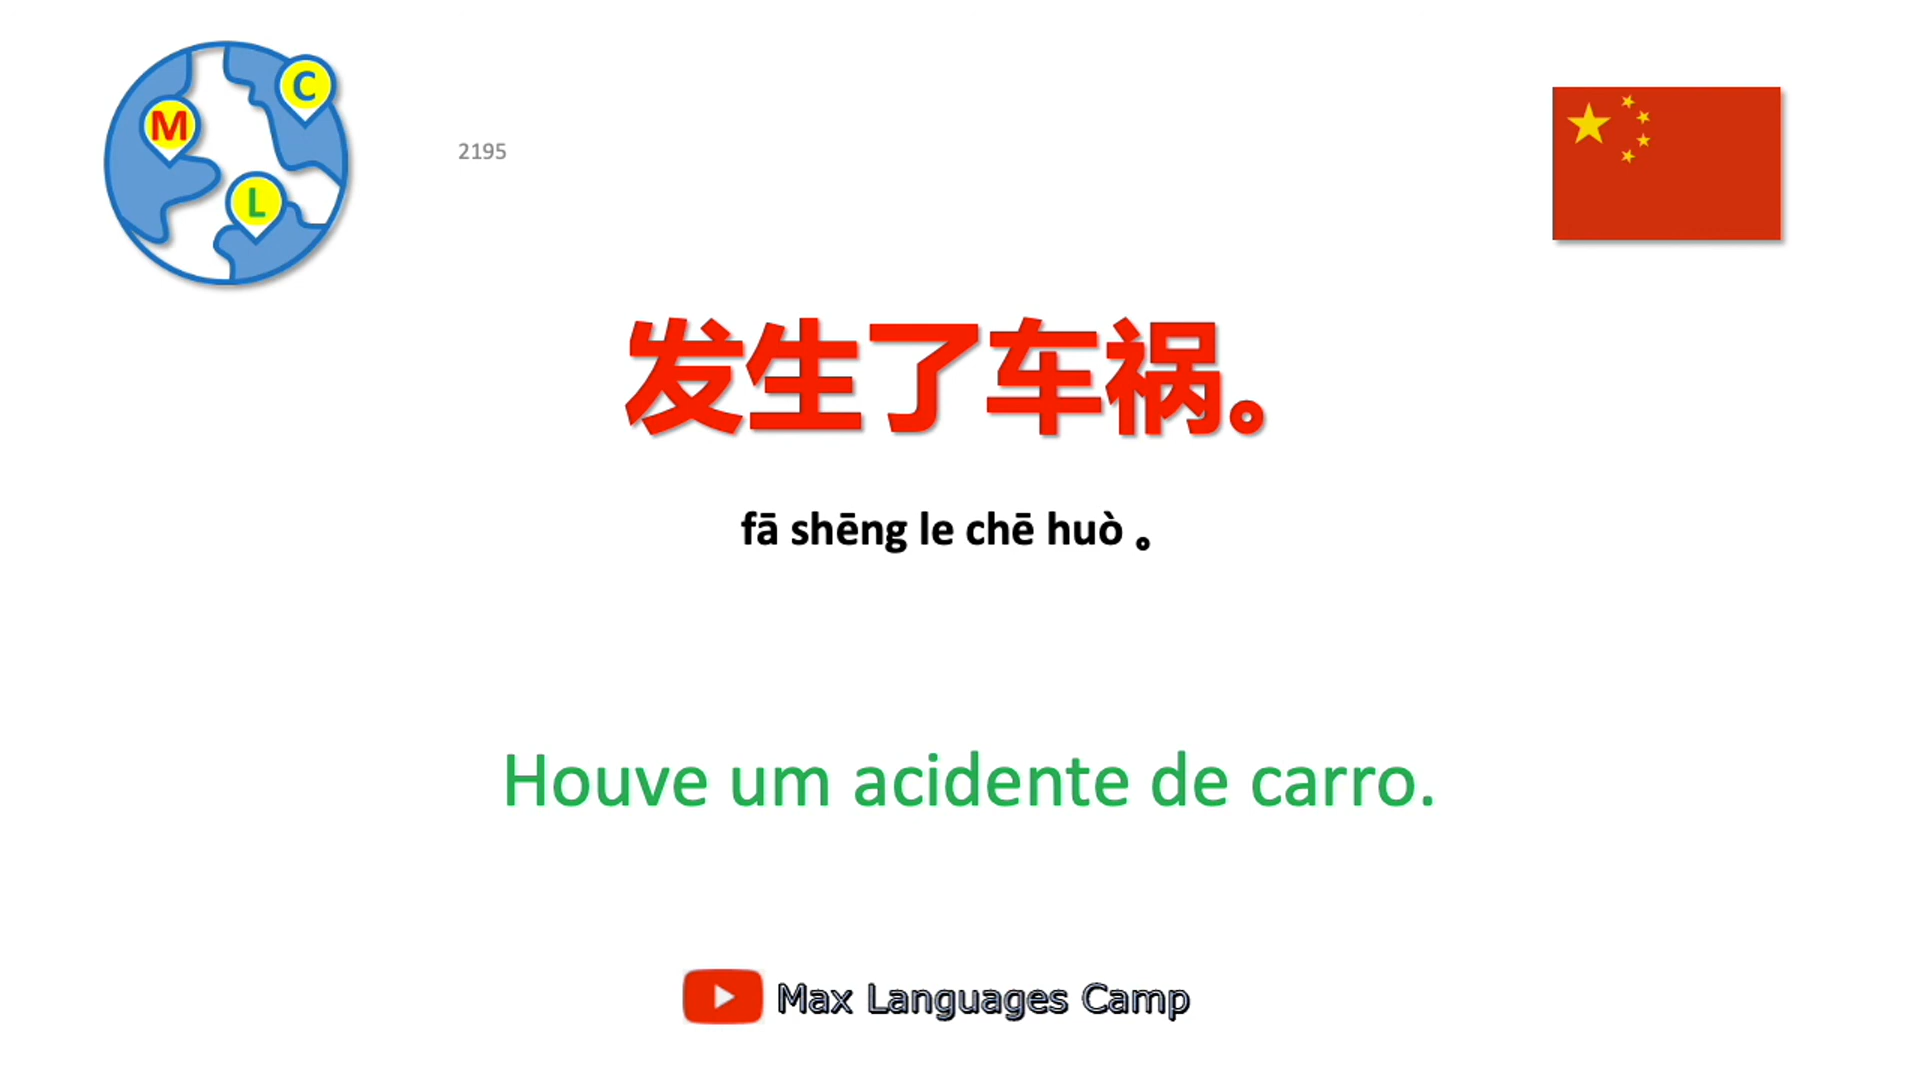 M
C
L
2195
发生了车祸。
fā shēng le chē huò 。
Houve um acidente de carro.
Max Languages Camp